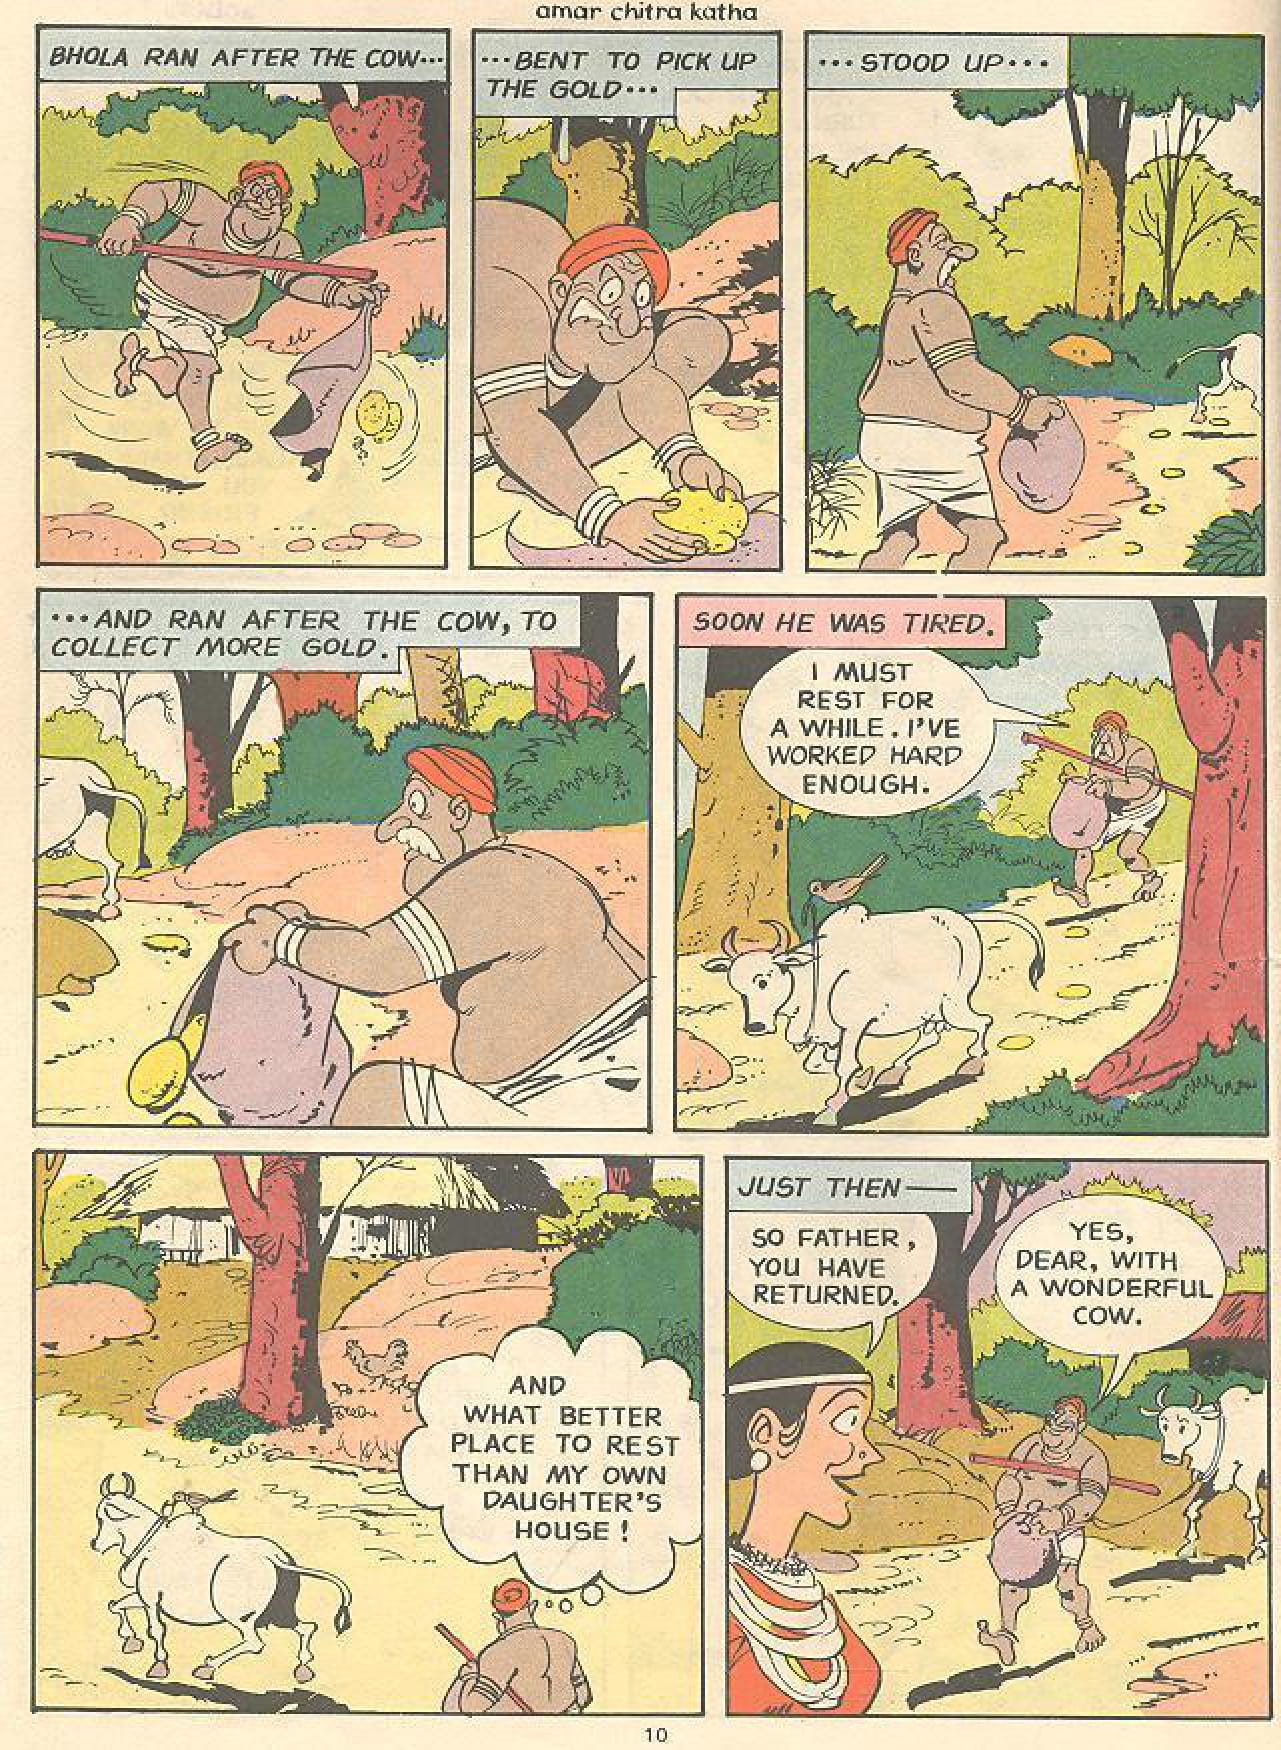 amar chitra katha
BHOLA RAN AFTER THE COW...
...BENT TO PICK UP
THE GOLD...
...STOOD UP...
...AND RAN AFTER THE COW, TO
COLLECT MORE GOLD.
SOON HE WAS TIRED.
I MUST
REST FOR
A WHILE. I'VE
WORKED HARD
ENOUGH.
AND
WHAT BETTER
PLACE TO REST
THAN MY OWN
DAUGHTER'S
HOUSE!
JUST THEN—
SO FATHER,
YOU HAVE
RETURNED.
YES,
DEAR, WITH
A WONDERFUL
COW.
10